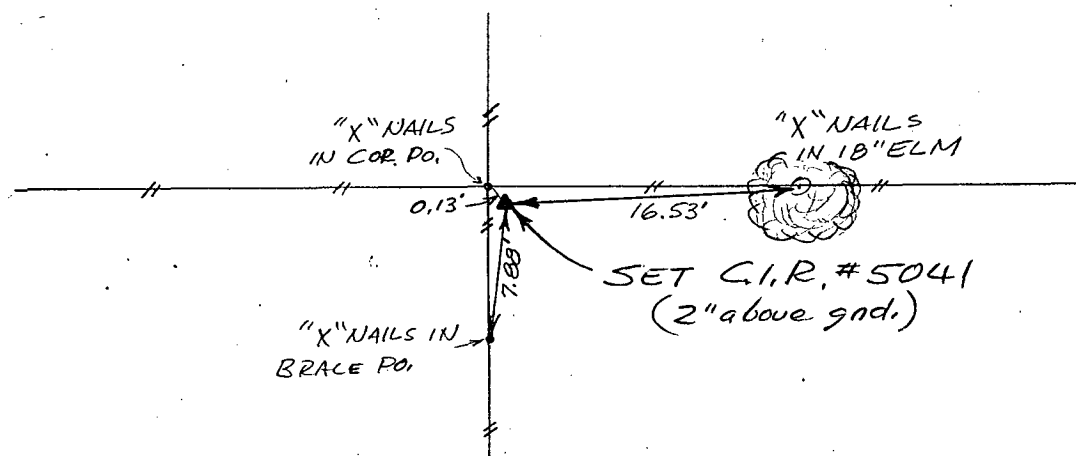 "X" NAILS
IN COR. PO.
"X" NAILS
IN 18" ELM
0.13'
16.53'
7.88'
SET C.I.R. #5041
(2" above gnd.)
"X" NAILS IN
BRACE PO.